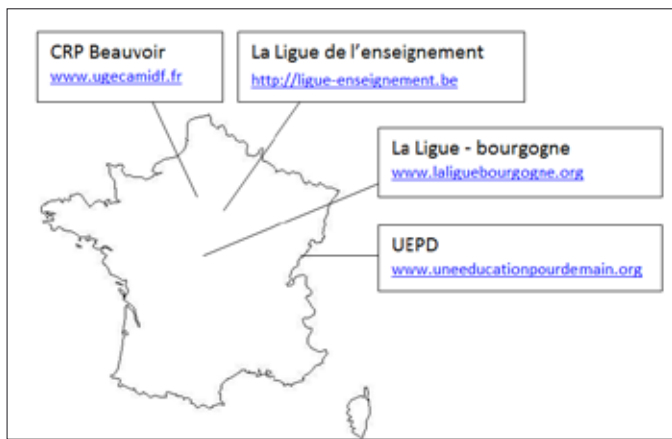 CRP Beauvoir
www.ugecamidf.fr
La Ligue de l'enseignement
http://ligue-enseignement.be
La Ligue - bourgogne
www.laliguebourgogne.org
UEPD
www.uneeducationpourdemain.org